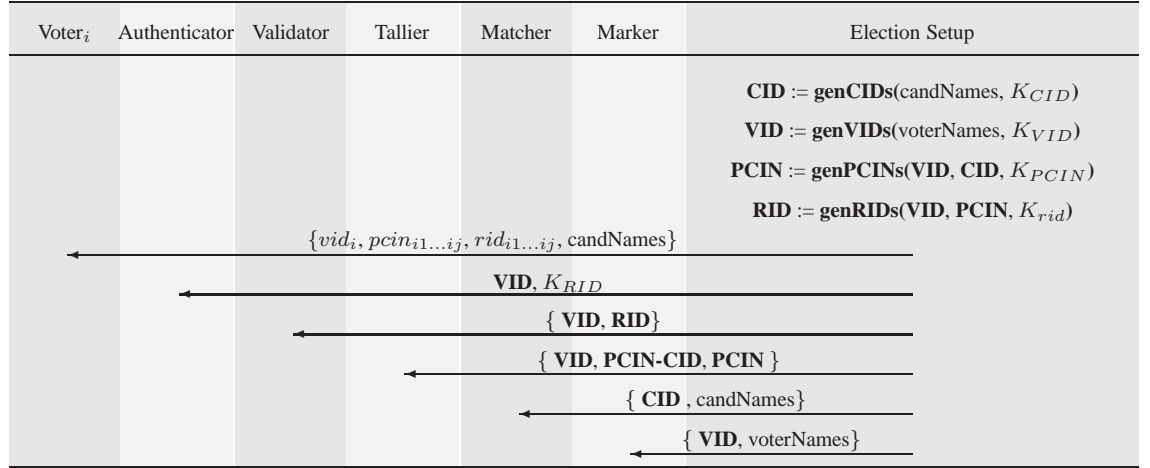 Voter_i Authenticator Validator Tallier Matcher Marker Election Setup
CID := genCIDs(candNames, K_CID)
VID := genVIDs(voterNames, K_VID)
PCIN := genPCINs(VID, CID, K_PCIN)
RID := genRIDs(VID, PCIN, K_rid)
{vid_i, pcin_i1...ij, rid_i1...ij, candNames}
VID, K_RID
{ VID, RID}
{ VID, PCIN-CID, PCIN }
{ CID , candNames}
{ VID, voterNames}